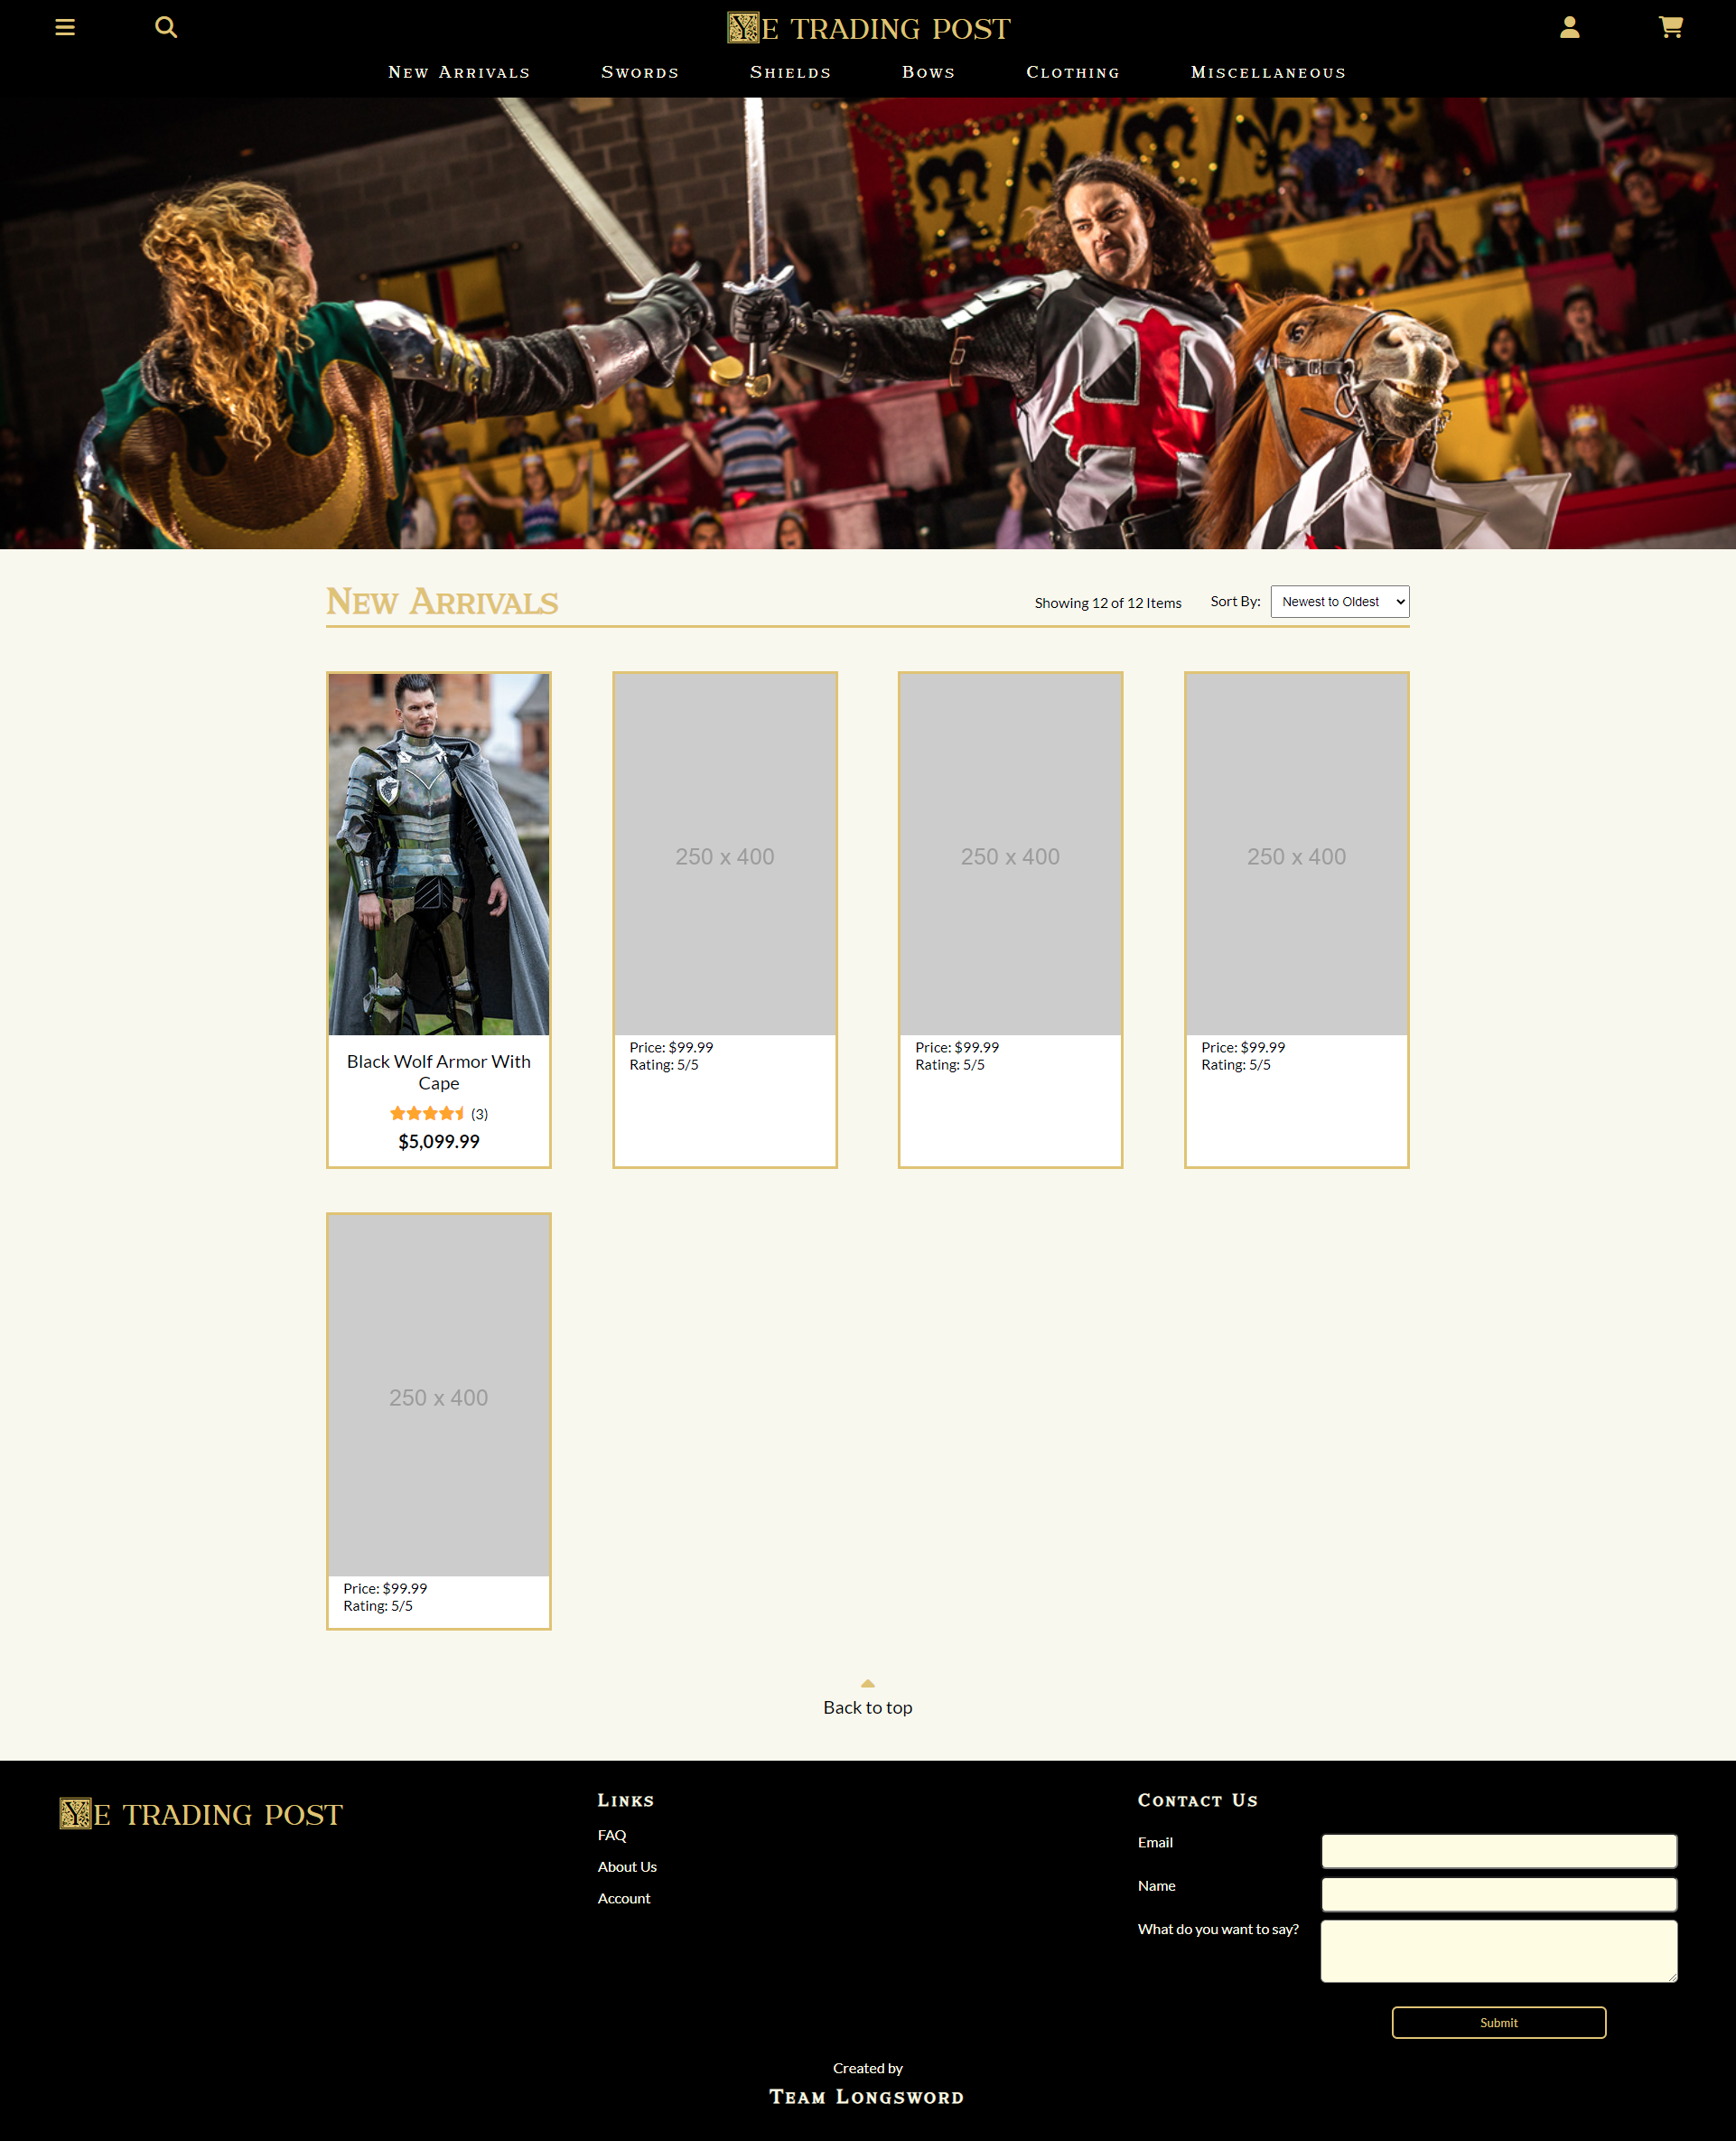 YE TRADING POST
New Arrivals
Swords
Shields
Bows
Clothing
Miscellaneous
New Arrivals
Showing 12 of 12 Items
Sort By:
Newest to Oldest
250 x 400
250 x 400
250 x 400
Black Wolf Armor With
Cape
(3)
$5,099.99
Price: $99.99
Rating: 5/5
Price: $99.99
Rating: 5/5
Price: $99.99
Rating: 5/5
250 x 400
Price: $99.99
Rating: 5/5
Back to top
YE TRADING POST
Links
FAQ
About Us
Account
Contact Us
Email
Name
What do you want to say?
Submit
Created by
Team Longsword